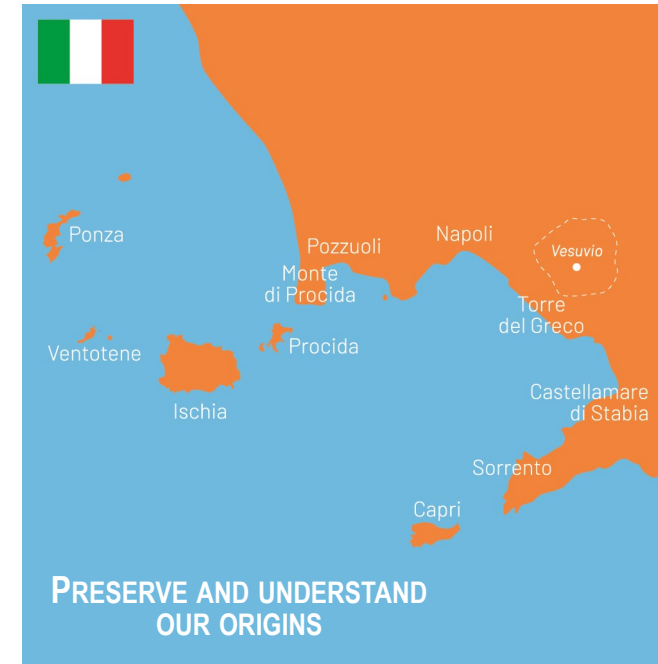 Ponza
Pozzuoli
Napoli
Vesuvio
Monte
di Procida
Torre
del Greco
Ventotene
Procida
Ischia
Castellamare
di Stabia
Sorrento
Capri
PRESERVE AND UNDERSTAND
OUR ORIGINS